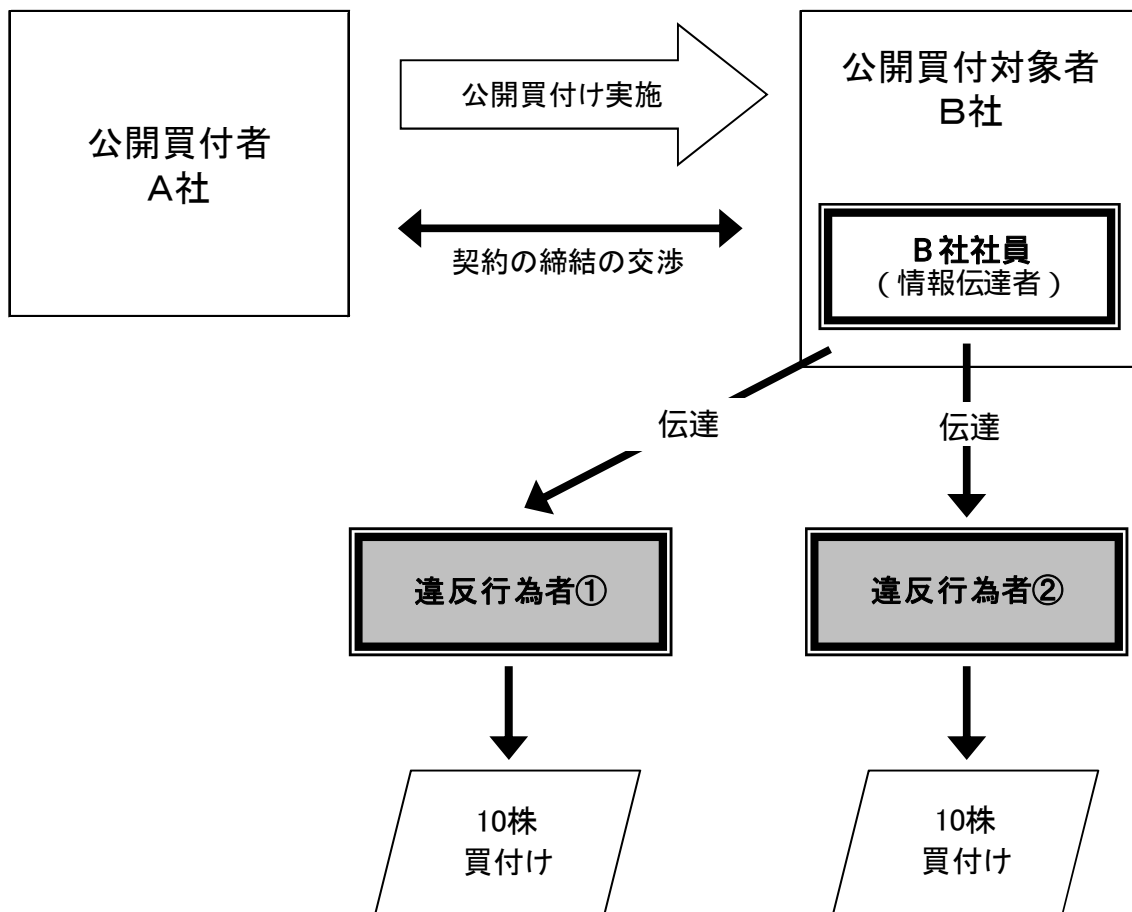 公開買付者
A社
公開買付け実施
契約の締結の交渉
公開買付対象者
B社
B社社員
(情報伝達者)
伝達
伝達
違反行為者①
違反行為者②
10株
買付け
10株
買付け